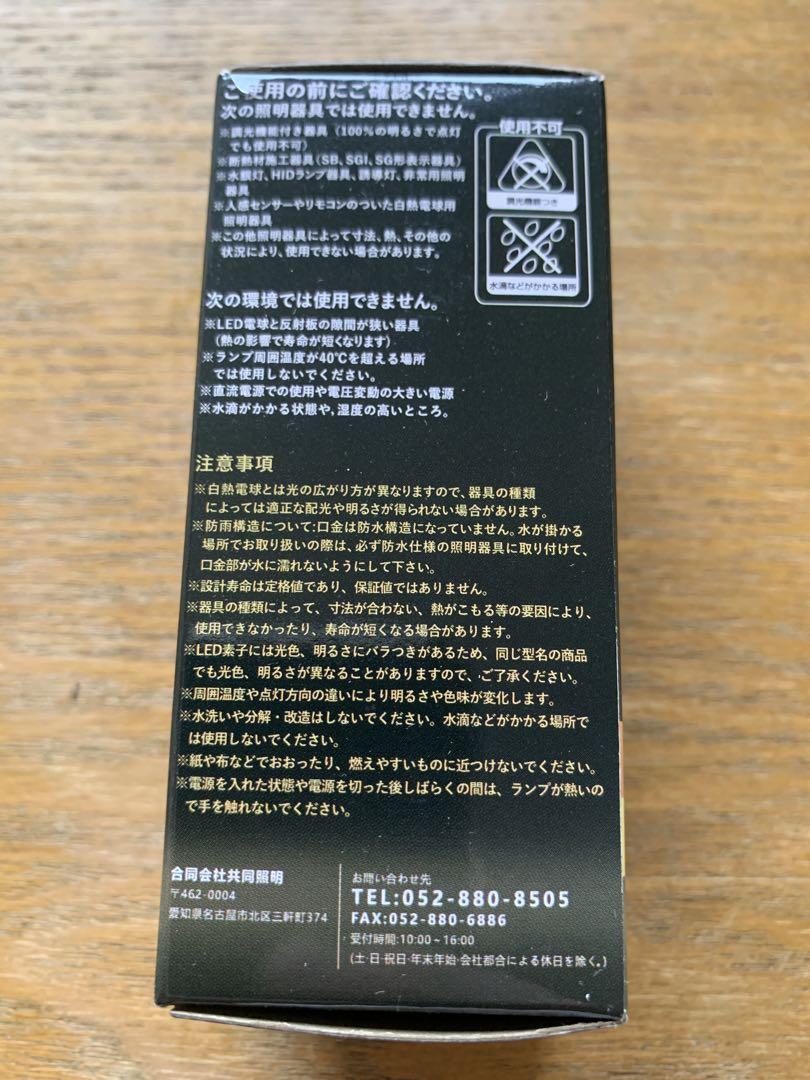 ご使用の前にご確認ください。
次の照明器具では使用できません。
※調光機能付き器具（100%の明るさで点灯
でも使用不可）
※断熱材施工器具（SB、SGI、SG形表示器具）
※水銀灯、HIDランプ器具、誘導灯、非常用照明
器具
※人感センサーやリモコンのついた白熱電球用
照明器具
※この他照明器具によって寸法、熱、その他の
状況により、使用できない場合があります。
使用不可
調光機能つき
水滴などがかかる場所
次の環境では使用できません。
※LED電球と反射板の隙間が狭い器具
（熱の影響で寿命が短くなります）
※ランプ周囲温度が40℃を超える場所
では使用しないでください。
※直流電源での使用や電圧変動の大きい電源
※水滴がかかる状態や，湿度の高いところ。
注意事項
※白熱電球とは光の広がり方が異なりますので、器具の種類
によっては適正な配光や明るさが得られない場合があります。
※防雨構造について：口金は防水構造になっていません。水が掛かる
場所でお取り扱いの際は、必ず防水仕様の照明器具に取り付けて、
口金部が水に濡れないようにして下さい。
※設計寿命は定格値であり、保証値ではありません。
※器具の種類によって、寸法が合わない、熱がこもる等の要因により、
使用できなかったり、寿命が短くなる場合があります。
※LED素子には光色、明るさにバラつきがあるため、同じ型名の商品
でも光色、明るさが異なることがありますので、ご了承ください。
※周囲温度や点灯方向の違いにより明るさや色味が変化します。
※水洗いや分解・改造はしないでください。水滴などがかかる場所で
は使用しないでください。
※紙や布などでおおったり、燃えやすいものに近つけないでください。
※電源を入れた状態や電源を切った後しばらくの間は、ランプが熱いの
で手を触れないでください。
合同会社共同照明
〒462-0004
愛知県名古屋市北区三軒町374
お問い合わせ先
TEL:052-880-8505
FAX:052-880-6886
受付時間:10:00~16:00
(土・日・祝日・年末年始・会社都合による休日を除く。)